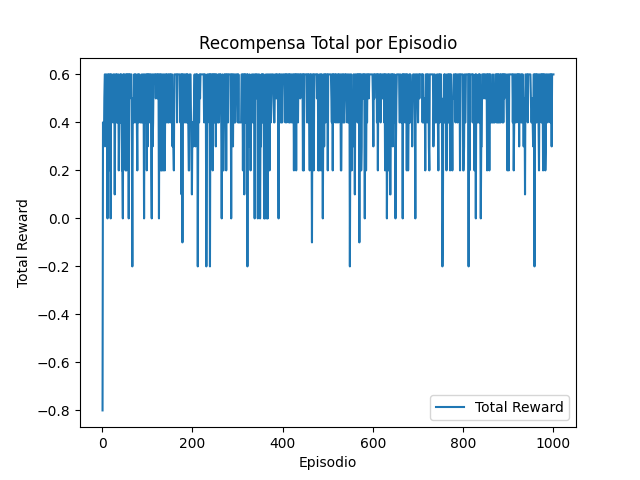 Recompensa Total por Episodio
Total Reward
0.6
0.4
0.2
0.0
−0.2
−0.4
−0.6
−0.8
Total Reward
0 200 400 600 800 1000
Episodio